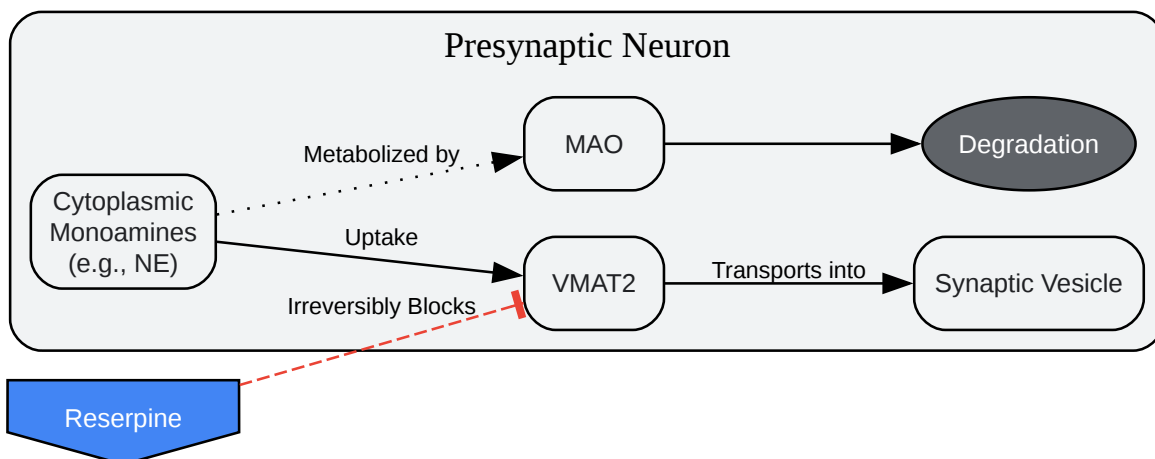 Presynaptic Neuron
Metabolized by
MAO
Degradation
Cytoplasmic
Monoamines
(e.g., NE)
Uptake
VMAT2
Transports into
Synaptic Vesicle
Irreversibly Blocks
Reserpine